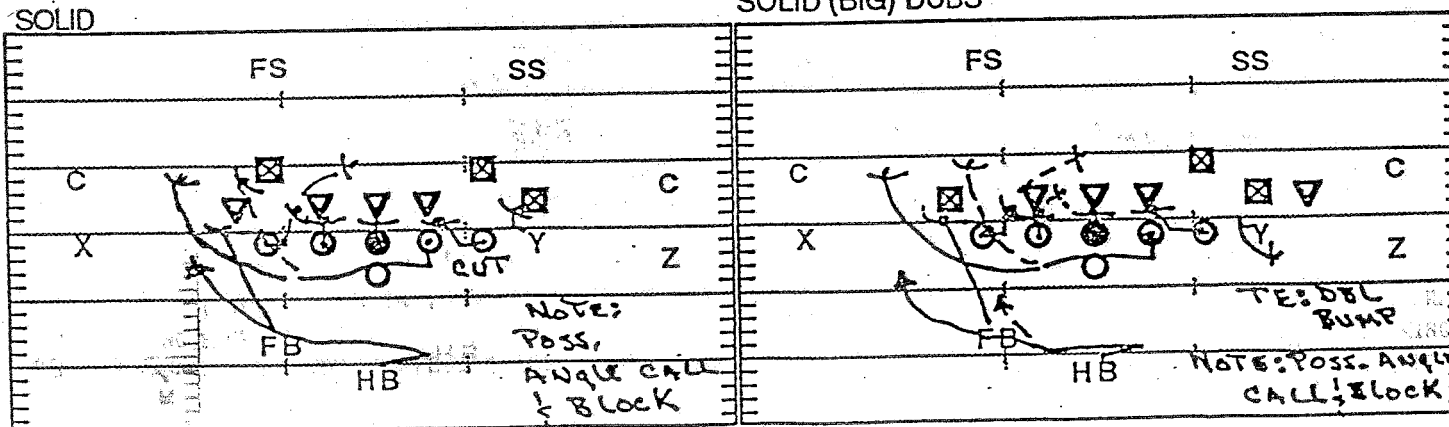 SOLID
FS SS
C C
X Y Z
CUT
NOTE:
POSS,
ANGLE CALL
& BLOCK
FB
HB
SOLID (BIG) DUBS
FS SS
C C
X Y Z
TE: DBL
BUMP
FB
HB
NOTE: POSS. ANGLE
CALL & BLOCK